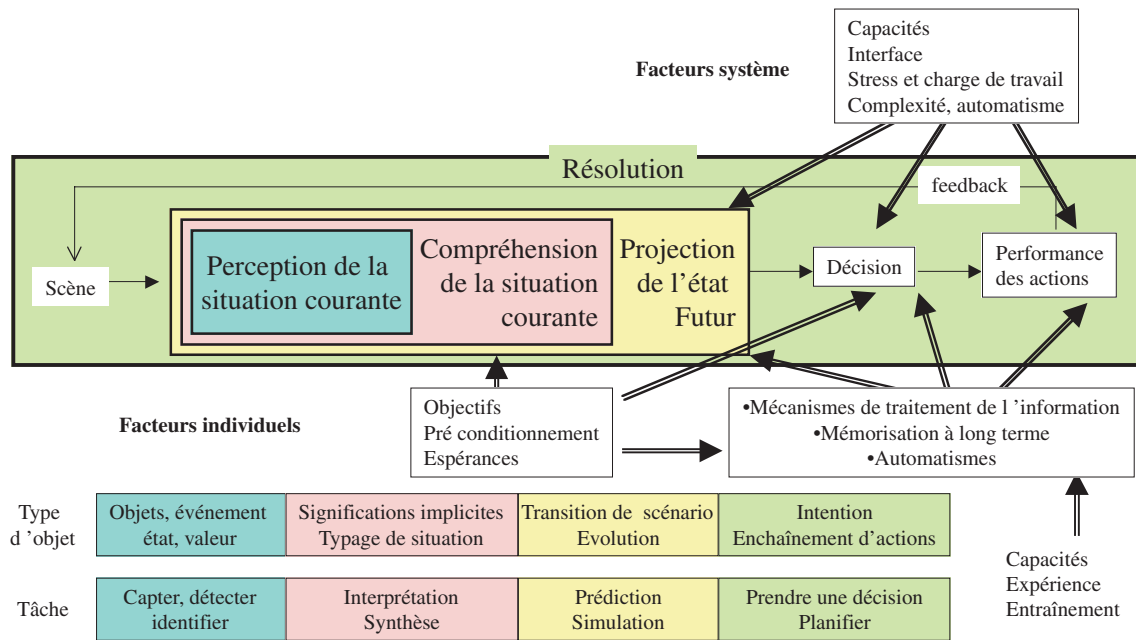 Capacités
Interface
Stress et charge de travail
Complexité, automatisme
Facteurs système
Résolution
feedback
Scène
Perception de la
situation courante
Compréhension
de la situation
courante
Projection
de l’état
Futur
Décision
Performance
des actions
Facteurs individuels
Objectifs
Pré conditionnement
Espérances
•Mécanismes de traitement de l ’information
•Mémorisation à long terme
•Automatismes
Capacités
Expérience
Entraînement
Type
d ’objet
Objets, événement
état, valeur
Significations implicites
Typage de situation
Transition de scénario
Evolution
Intention
Enchaînement d’actions
Tâche
Capter, détecter
identifier
Interprétation
Synthèse
Prédiction
Simulation
Prendre une décision
Planifier